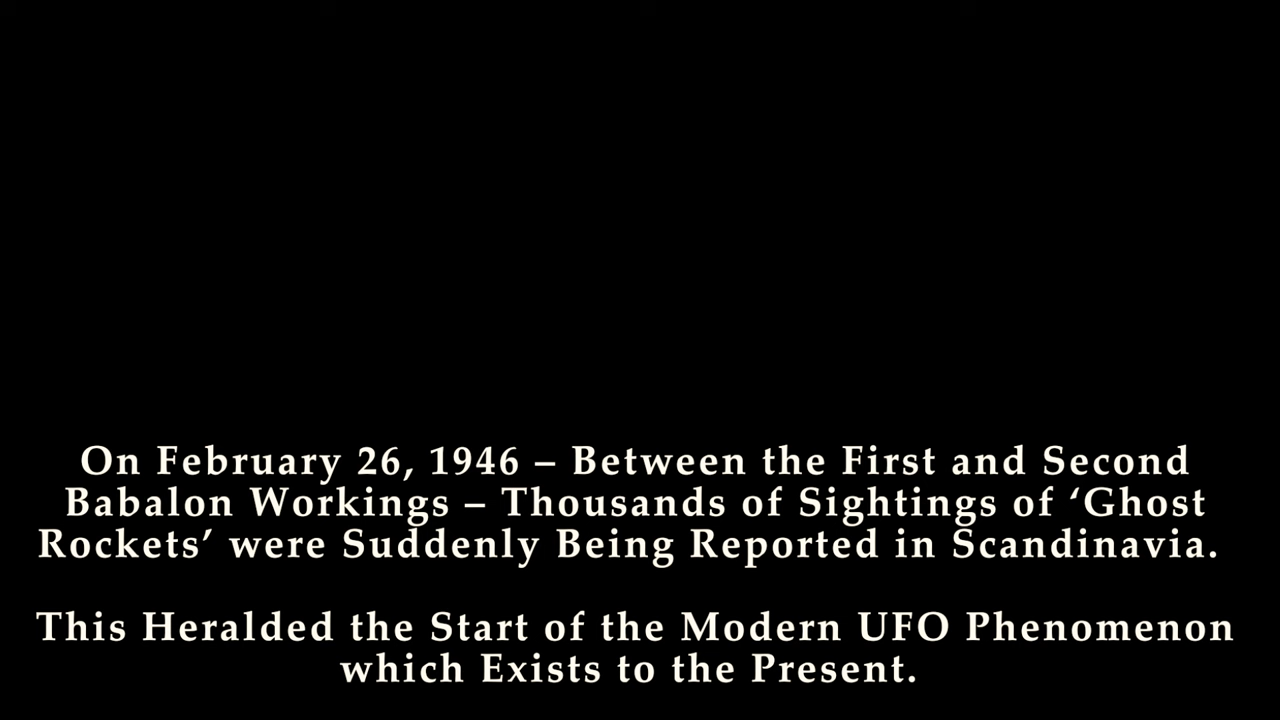 On February 26, 1946 – Between the First and Second
Babalon Workings – Thousands of Sightings of ‘Ghost
Rockets’ were Suddenly Being Reported in Scandinavia.
This Heralded the Start of the Modern UFO Phenomenon
which Exists to the Present.